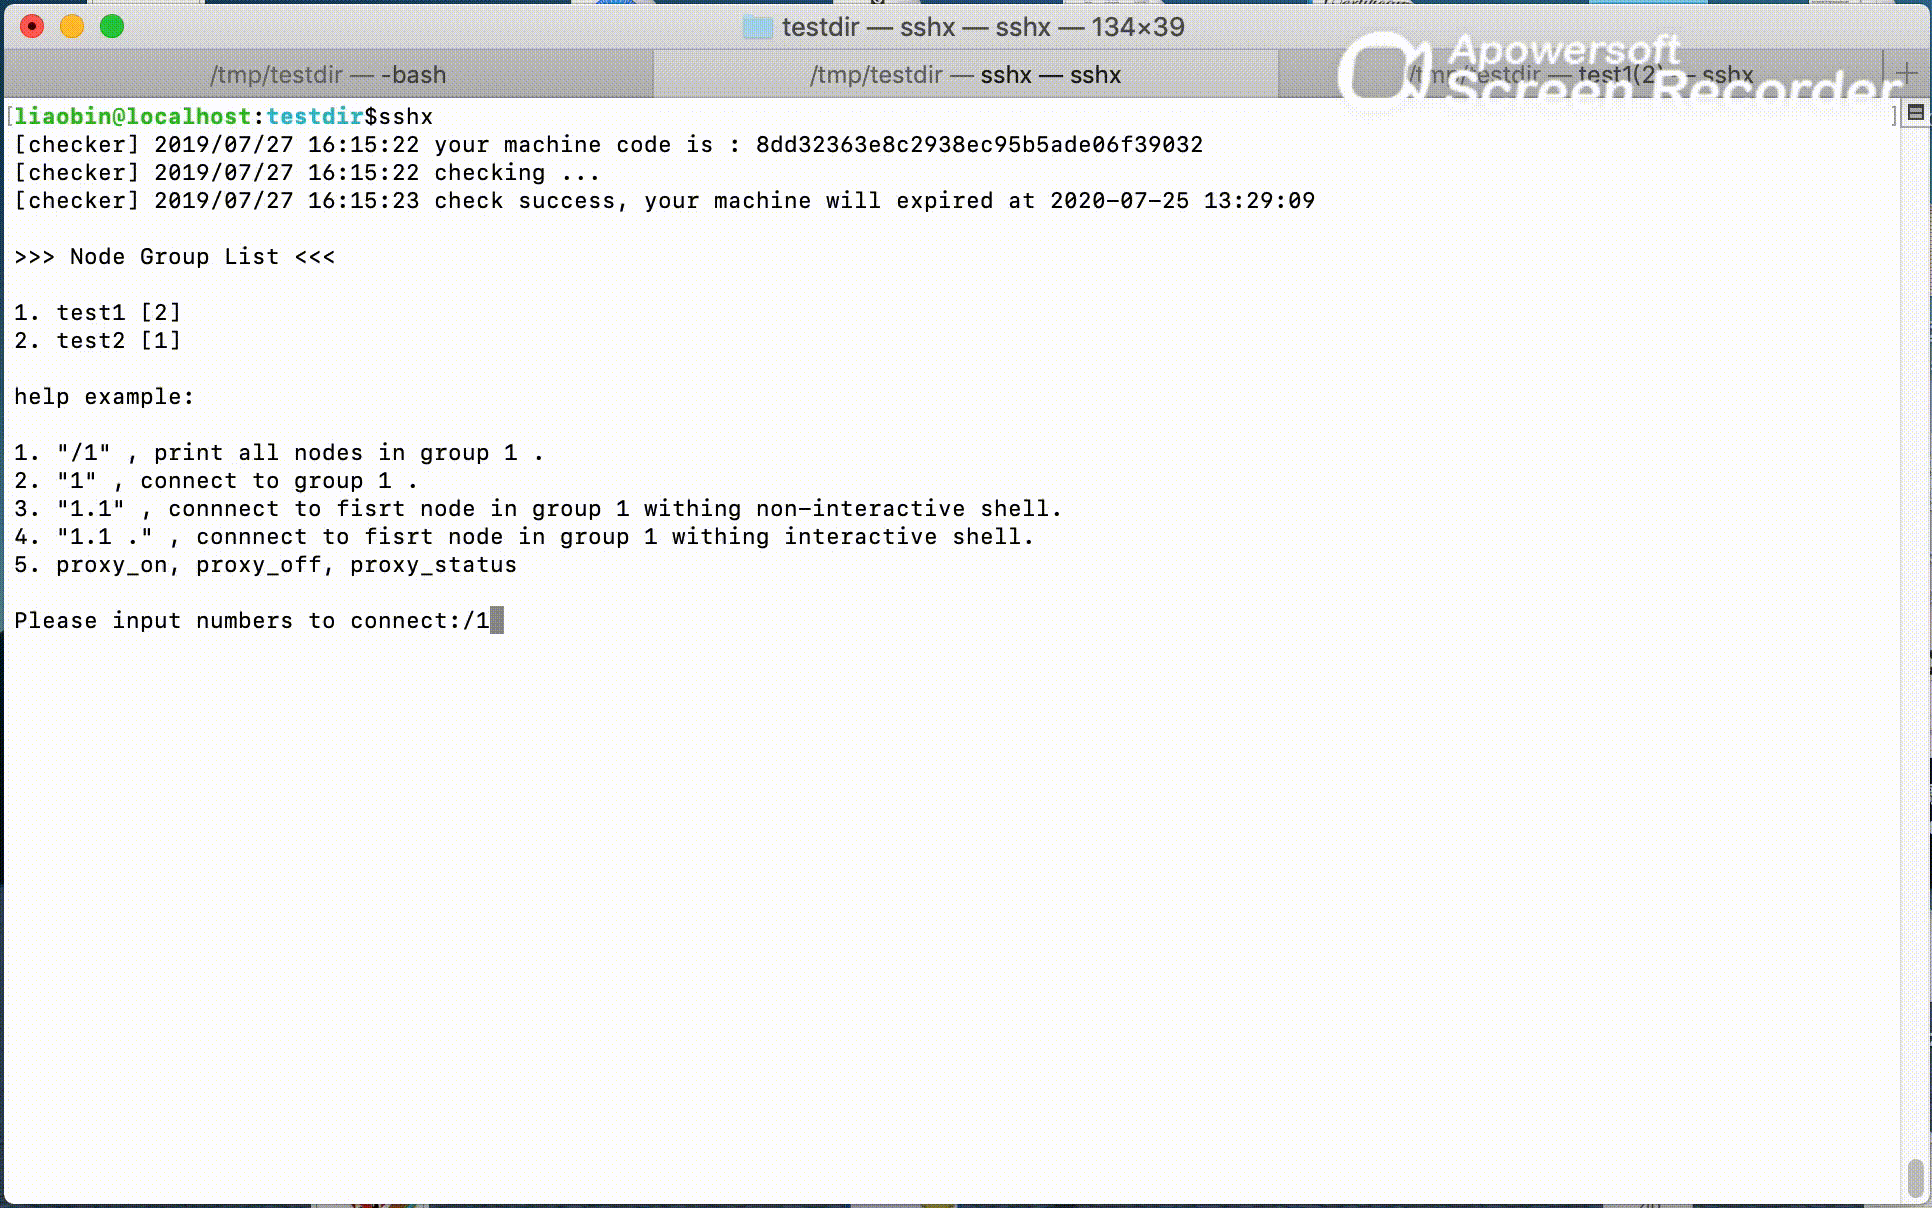 testdir — sshx — sshx — 134×39
/tmp/testdir — -bash
/tmp/testdir — sshx — sshx
/tmp/testdir — test1(2) — sshx
Apowersoft
Screen Recorder
[liaobin@localhost:testdir$sshx ]
[checker] 2019/07/27 16:15:22 your machine code is : 8dd32363e8c2938ec95b5ade06f39032
[checker] 2019/07/27 16:15:22 checking ...
[checker] 2019/07/27 16:15:23 check success, your machine will expired at 2020-07-25 13:29:09
>>> Node Group List <<<
1. test1 [2]
2. test2 [1]
help example:
1. "/1" , print all nodes in group 1 .
2. "1" , connect to group 1 .
3. "1.1" , connnect to fisrt node in group 1 withing non-interactive shell.
4. "1.1 ." , connnect to fisrt node in group 1 withing interactive shell.
5. proxy_on, proxy_off, proxy_status
Please input numbers to connect:/1